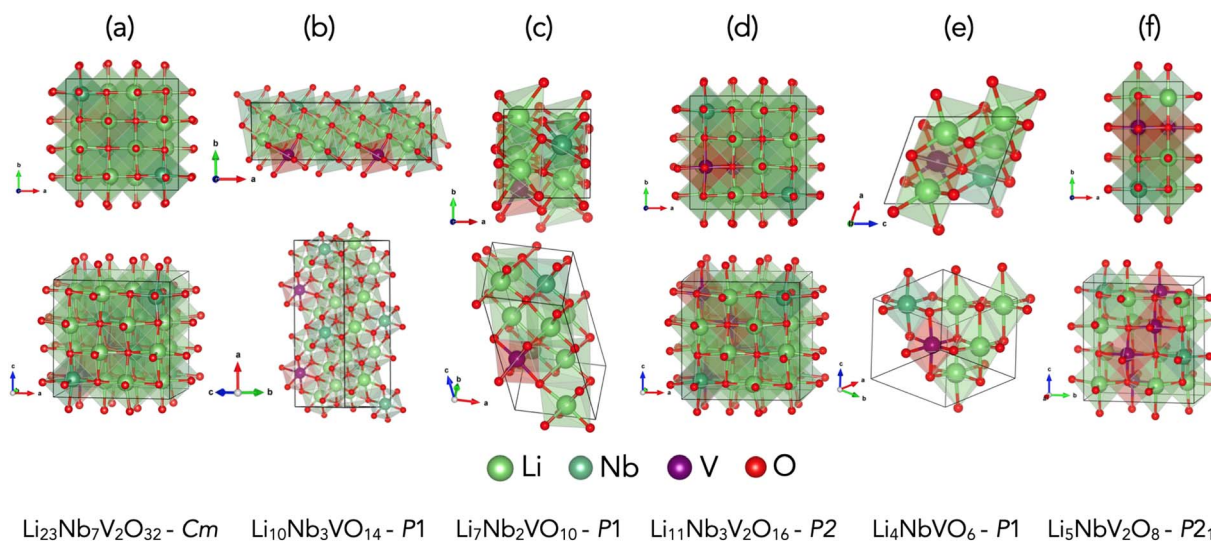 (a) (b) (c) (d) (e) (f)
b a
b a
b a
b a
a b c
b a
c b a
a c b
c b a
c b a
c a b
c a b
Li Nb V O
Li₂₃Nb₇V₂O₃₂ - Cm Li₁₀Nb₃VO₁₄ - P1 Li₇Nb₂VO₁₀ - P1 Li₁₁Nb₃V₂O₁₆ - P2 Li₄NbVO₆ - P1 Li₅NbV₂O₈ - P2₁